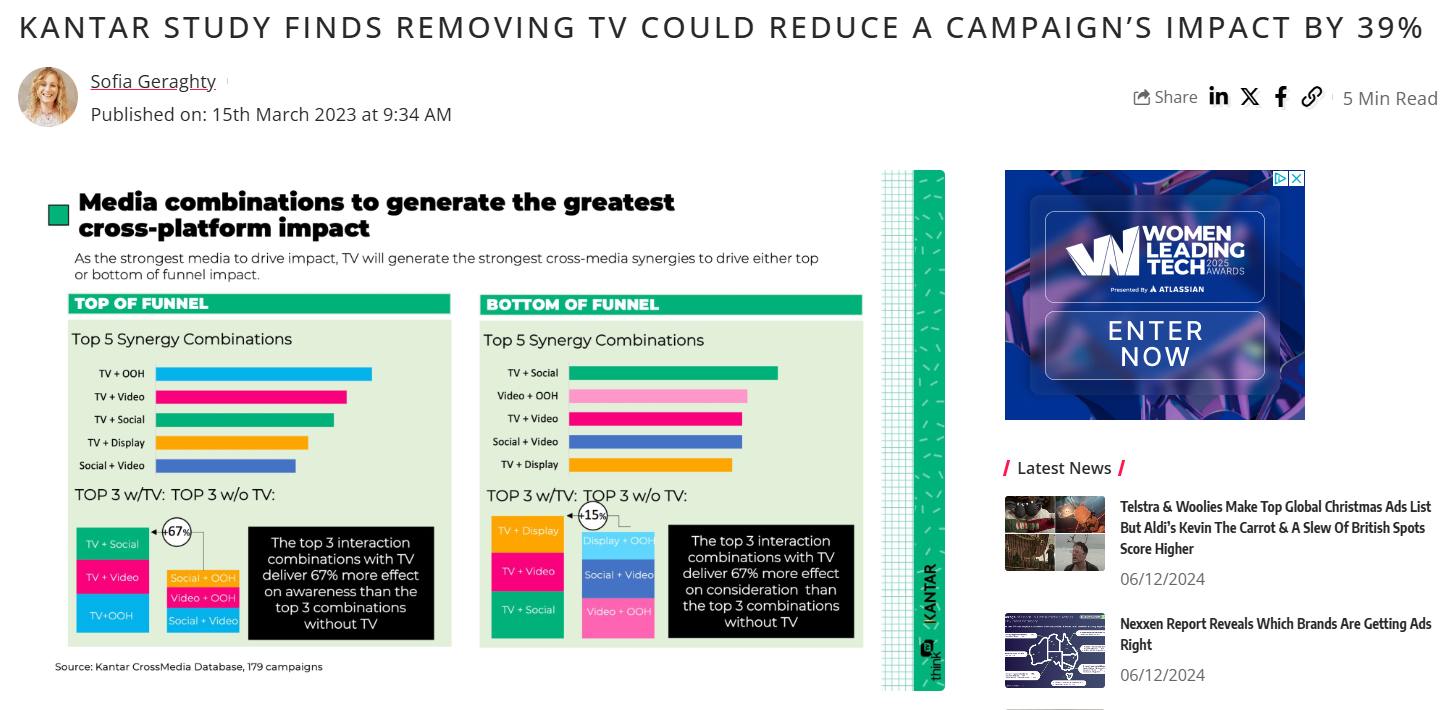 KANTAR STUDY FINDS REMOVING TV COULD REDUCE A CAMPAIGN’S IMPACT BY 39%
Sofia Geraghty
Published on: 15th March 2023 at 9:34 AM
Share
5 Min Read
Media combinations to generate the greatest
cross-platform impact
As the strongest media to drive impact, TV will generate the strongest cross-media synergies to drive either top
or bottom of funnel impact.
TOP OF FUNNEL
Top 5 Synergy Combinations
TV + OOH
TV + Video
TV + Social
TV + Display
Social + Video
TOP 3 w/TV: TOP 3 w/o TV:
+67%
TV + Social
TV + Video
TV+OOH
Social + OOH
Video + OOH
Social + Video
The top 3 interaction
combinations with TV
deliver 67% more effect
on awareness than the
top 3 combinations
without TV
BOTTOM OF FUNNEL
Top 5 Synergy Combinations
TV + Social
Video + OOH
TV + Video
Social + Video
TV + Display
TOP 3 w/TV: TOP 3 w/o TV:
+15%
TV + Display
TV + Video
TV + Social
Display + OOH
Social + Video
Video + OOH
The top 3 interaction
combinations with TV
deliver 67% more effect
on consideration than
the top 3 combinations
without TV
Source: Kantar CrossMedia Database, 179 campaigns
KANTAR
think
WOMEN
LEADING
TECH 2025 AWARDS
Presented By ATLASSIAN
ENTER
NOW
Latest News
Telstra & Woolies Make Top Global Christmas Ads List
But Aldi’s Kevin The Carrot & A Slew Of British Spots
Score Higher
06/12/2024
Nexxen Report Reveals Which Brands Are Getting Ads
Right
06/12/2024